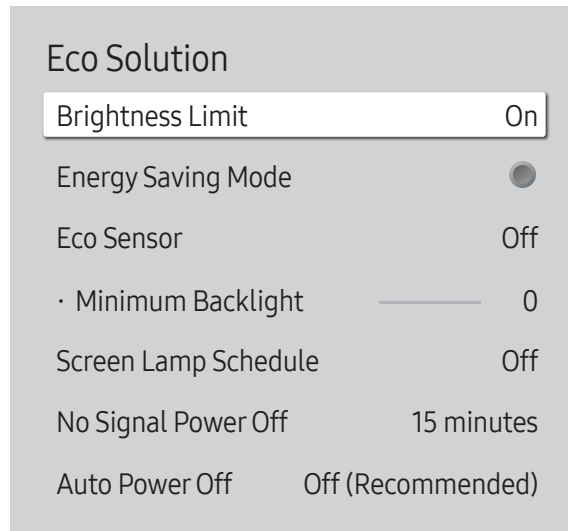 Eco Solution
Brightness Limit On
Energy Saving Mode
Eco Sensor Off
· Minimum Backlight 0
Screen Lamp Schedule Off
No Signal Power Off 15 minutes
Auto Power Off Off (Recommended)